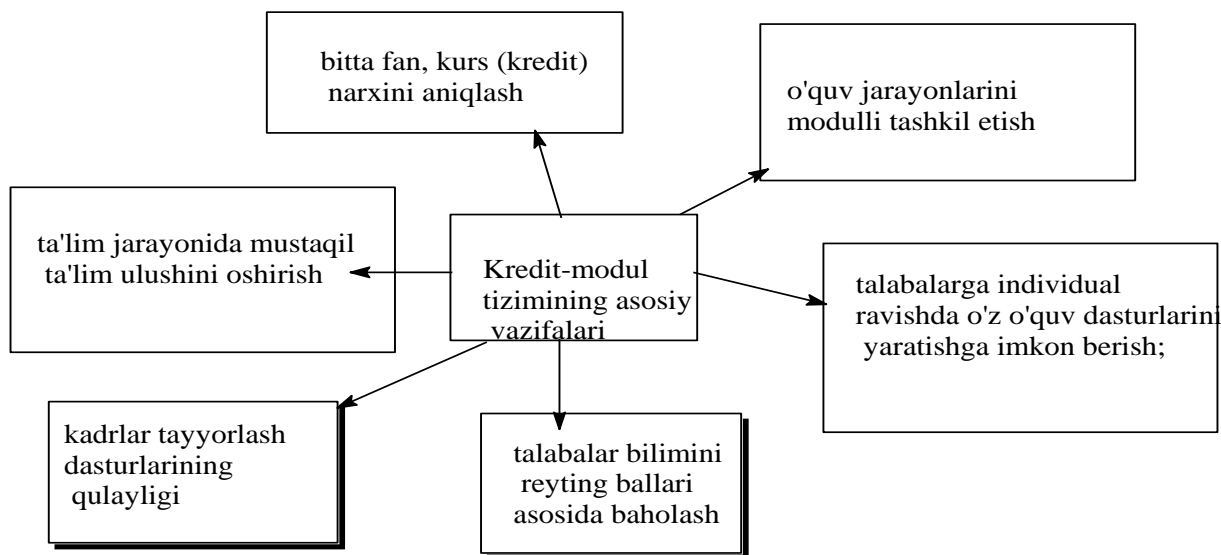 bitta fan, kurs (kredit)
narxini aniqlash
o'quv jarayonlarini
modulli tashkil etish
ta'lim jarayonida mustaqil
ta'lim ulushini oshirish
Kredit-modul
tizimining asosiy
vazifalari
talabalarga individual
ravishda o'z o'quv dasturlarini
yaratishga imkon berish;
kadrlar tayyorlash
dasturlarining
qulayligi
talabalar bilimini
reyting ballari
asosida baholash